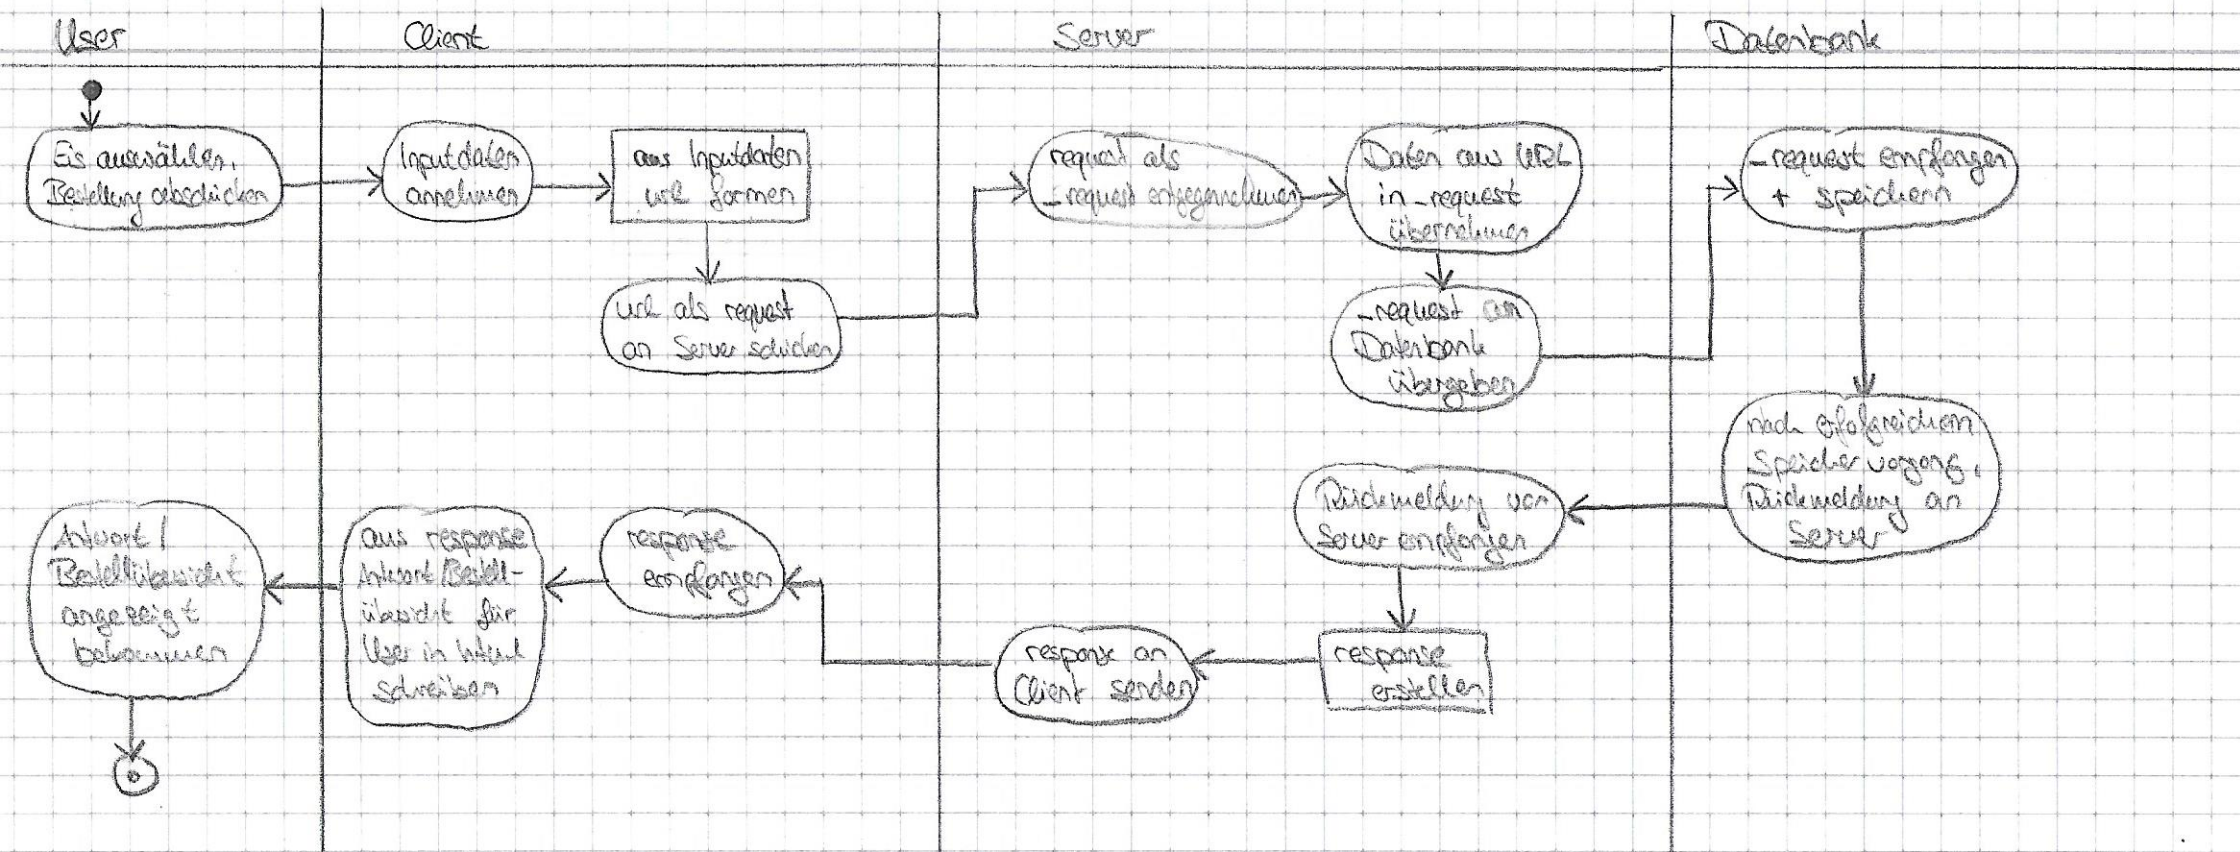 User
Client
Server
Datenbank
Eis auswählen,
Bestellung abschicken
Inputdaten
annehmen
aus Inputdaten
url formen
url als request
an Server schicken
request als
_request entgegennehmen
Daten aus URL
in _request
übernehmen
_request an
Datenbank
übergeben
_request empfangen
+ speichern
nach erfolgreichem
Speichervorgang,
Rückmeldung an
Server
Rückmeldung von
Server empfangen
response
erstellen
response an
Client senden
response
empfangen
aus response
Antwort/Bestell-
übersicht für
User in html
schreiben
Antwort/
Bestellübersicht
angezeigt
bekommen